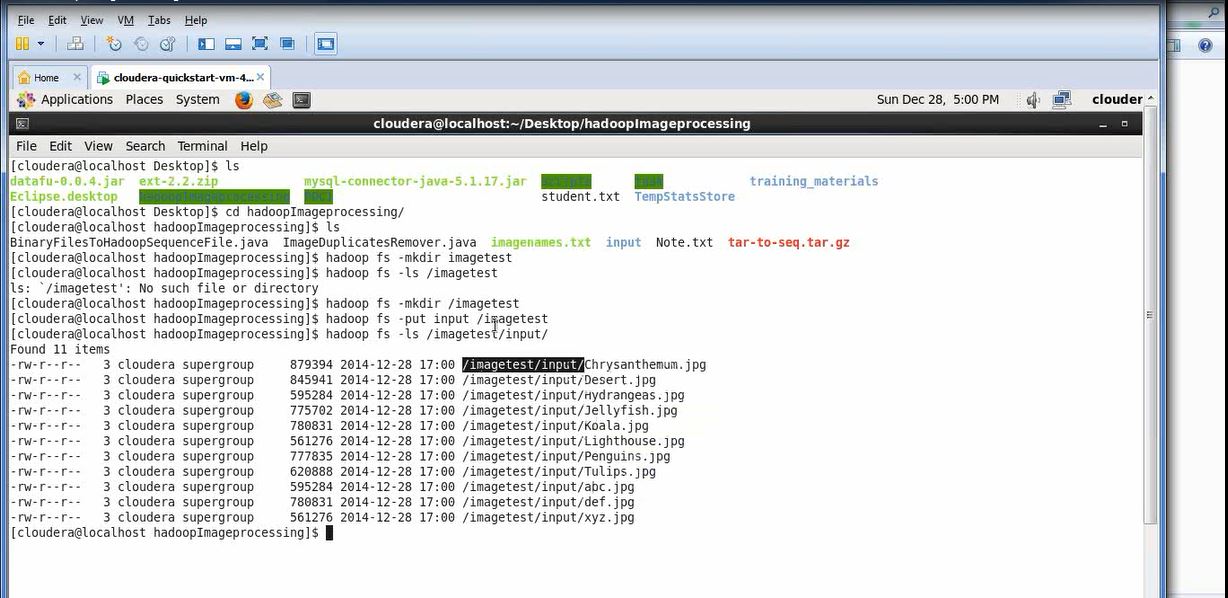 File Edit View VM Tabs Help
Home cloudera-quickstart-vm-4...
Applications Places System Sun Dec 28, 5:00 PM clouder
cloudera@localhost:~/Desktop/hadoopImageprocessing
File Edit View Search Terminal Help
[cloudera@localhost Desktop]$ ls
datafu-0.0.4.jar ext-2.2.zip mysql-connector-java-5.1.17.jar training_materials
Eclipse.desktop hadoopImageprocessing student.txt TempStatsStore
[cloudera@localhost Desktop]$ cd hadoopImageprocessing/
[cloudera@localhost hadoopImageprocessing]$ ls
BinaryFilesToHadoopSequenceFile.java ImageDuplicatesRemover.java imagenames.txt input Note.txt tar-to-seq.tar.gz
[cloudera@localhost hadoopImageprocessing]$ hadoop fs -mkdir imagetest
[cloudera@localhost hadoopImageprocessing]$ hadoop fs -ls /imagetest
ls: `/imagetest': No such file or directory
[cloudera@localhost hadoopImageprocessing]$ hadoop fs -mkdir /imagetest
[cloudera@localhost hadoopImageprocessing]$ hadoop fs -put input /imagetest
[cloudera@localhost hadoopImageprocessing]$ hadoop fs -ls /imagetest/input/
Found 11 items
-rw-r--r-- 3 cloudera supergroup 879394 2014-12-28 17:00 /imagetest/input/Chrysanthemum.jpg
-rw-r--r-- 3 cloudera supergroup 845941 2014-12-28 17:00 /imagetest/input/Desert.jpg
-rw-r--r-- 3 cloudera supergroup 595284 2014-12-28 17:00 /imagetest/input/Hydrangeas.jpg
-rw-r--r-- 3 cloudera supergroup 775702 2014-12-28 17:00 /imagetest/input/Jellyfish.jpg
-rw-r--r-- 3 cloudera supergroup 780831 2014-12-28 17:00 /imagetest/input/Koala.jpg
-rw-r--r-- 3 cloudera supergroup 561276 2014-12-28 17:00 /imagetest/input/Lighthouse.jpg
-rw-r--r-- 3 cloudera supergroup 777835 2014-12-28 17:00 /imagetest/input/Penguins.jpg
-rw-r--r-- 3 cloudera supergroup 620888 2014-12-28 17:00 /imagetest/input/Tulips.jpg
-rw-r--r-- 3 cloudera supergroup 595284 2014-12-28 17:00 /imagetest/input/abc.jpg
-rw-r--r-- 3 cloudera supergroup 780831 2014-12-28 17:00 /imagetest/input/def.jpg
-rw-r--r-- 3 cloudera supergroup 561276 2014-12-28 17:00 /imagetest/input/xyz.jpg
[cloudera@localhost hadoopImageprocessing]$